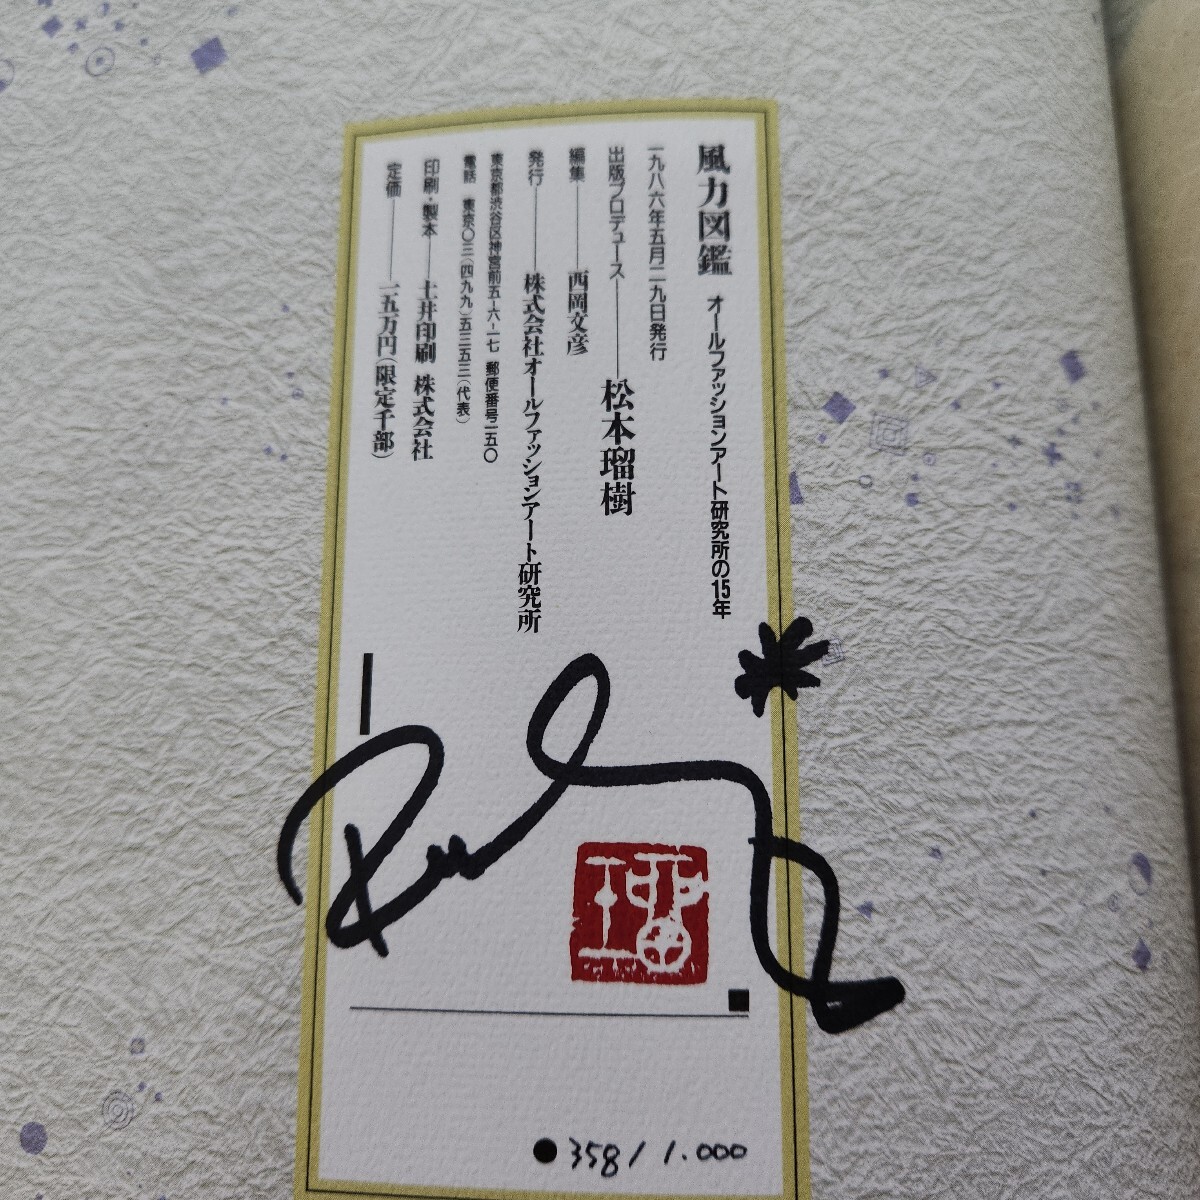 風力図鑑 オールファッションアート研究所の15年
一九八六年五月二九日発行
出版プロデュース――松本瑠樹
編集――西岡文彦
発行――株式会社オールファッションアート研究所
東京都渋谷区神宮前五-六-一七 郵便番号一五〇
電話 東京〇三(四九九)五三五三(代表)
印刷・製本――土井印刷 株式会社
定価――一五万円(限定千部)
瑠
●358/1.000